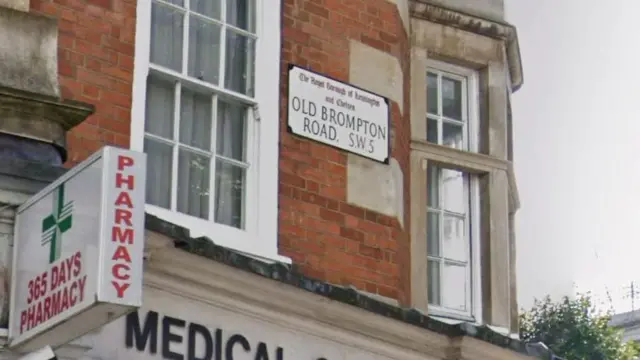 The Royal Borough of Kensington
and Chelsea
OLD BROMPTON
ROAD. S.W.5
PHARMACY
365 DAYS
PHARMACY
MEDICAL